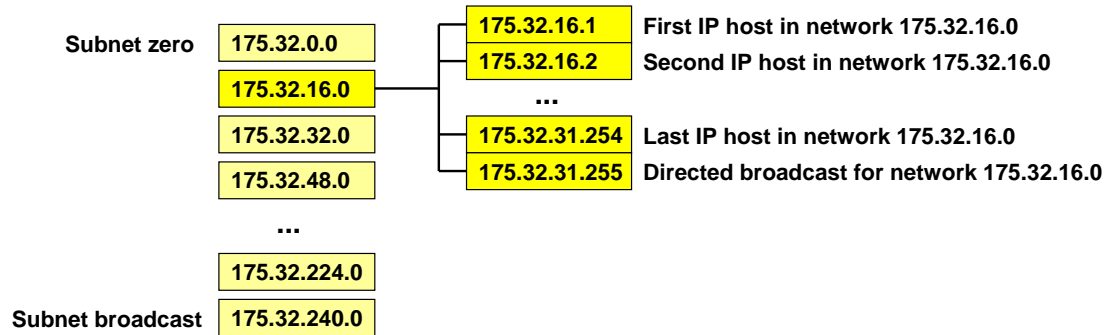 Subnet zero
175.32.0.0
175.32.16.0
175.32.32.0
175.32.48.0
...
175.32.224.0
Subnet broadcast
175.32.240.0
175.32.16.1 First IP host in network 175.32.16.0
175.32.16.2 Second IP host in network 175.32.16.0
...
175.32.31.254 Last IP host in network 175.32.16.0
175.32.31.255 Directed broadcast for network 175.32.16.0